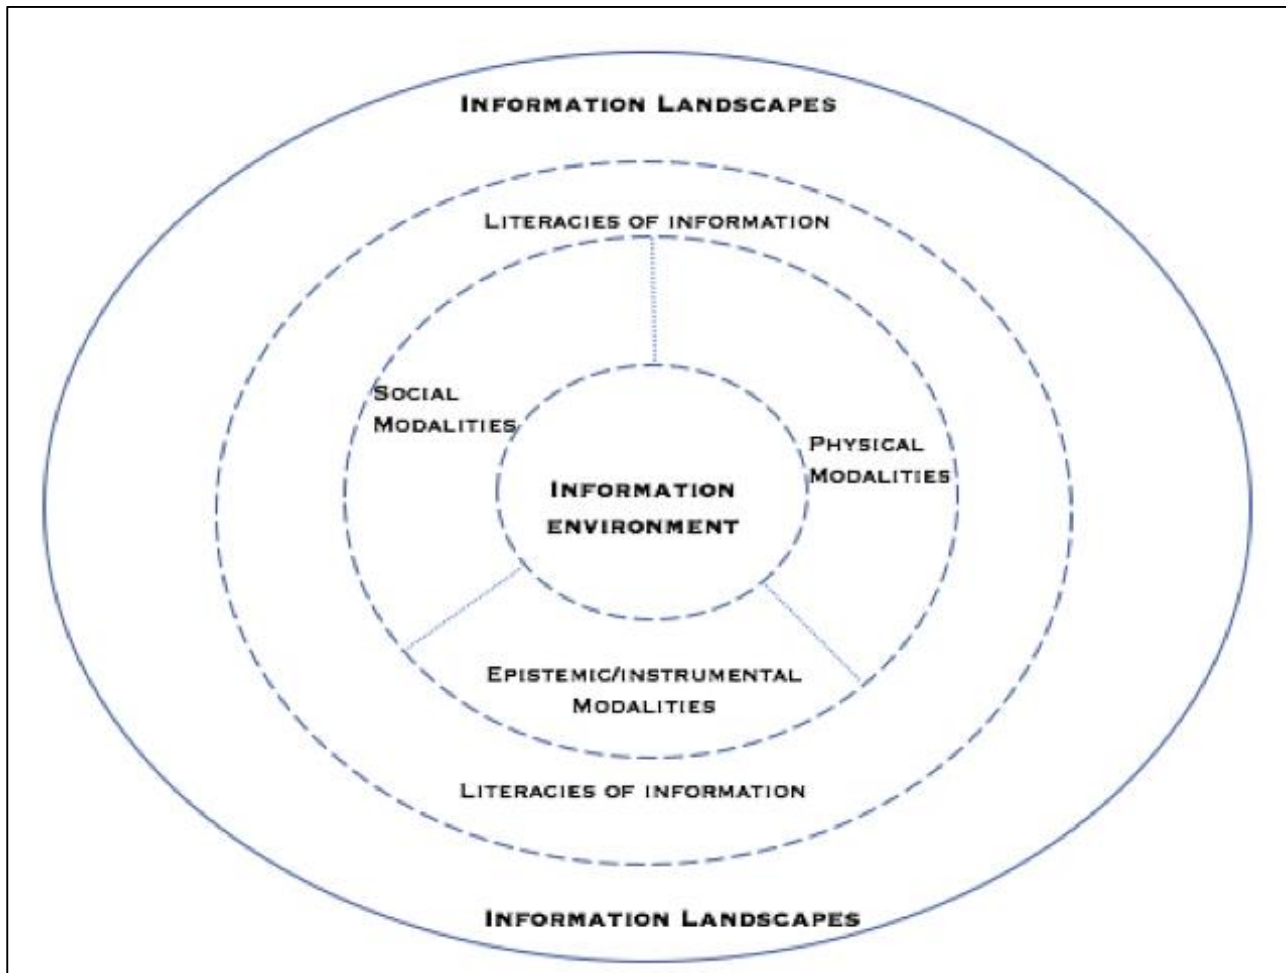 INFORMATION LANDSCAPES
LITERACIES OF INFORMATION
SOCIAL
MODALITIES
PHYSICAL
MODALITIES
INFORMATION
ENVIRONMENT
EPISTEMIC/INSTRUMENTAL
MODALITIES
LITERACIES OF INFORMATION
INFORMATION LANDSCAPES